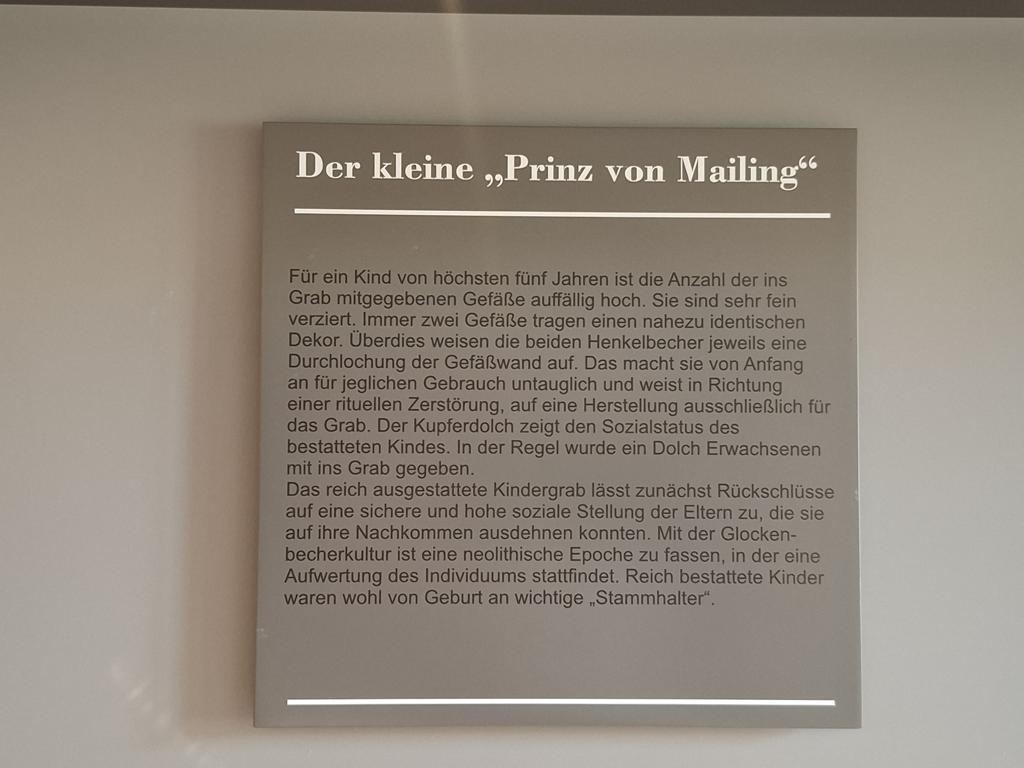 Der kleine „Prinz von Mailing“
Für ein Kind von höchsten fünf Jahren ist die Anzahl der ins
Grab mitgegebenen Gefäße auffällig hoch. Sie sind sehr fein
verziert. Immer zwei Gefäße tragen einen nahezu identischen
Dekor. Überdies weisen die beiden Henkelbecher jeweils eine
Durchlochung der Gefäßwand auf. Das macht sie von Anfang
an für jeglichen Gebrauch untauglich und weist in Richtung
einer rituellen Zerstörung, auf eine Herstellung ausschließlich für
das Grab. Der Kupferdolch zeigt den Sozialstatus des
bestatteten Kindes. In der Regel wurde ein Dolch Erwachsenen
mit ins Grab gegeben.
Das reich ausgestattete Kindergrab lässt zunächst Rückschlüsse
auf eine sichere und hohe soziale Stellung der Eltern zu, die sie
auf ihre Nachkommen ausdehnen konnten. Mit der Glocken-
becherkultur ist eine neolithische Epoche zu fassen, in der eine
Aufwertung des Individuums stattfindet. Reich bestattete Kinder
waren wohl von Geburt an wichtige „Stammhalter“.